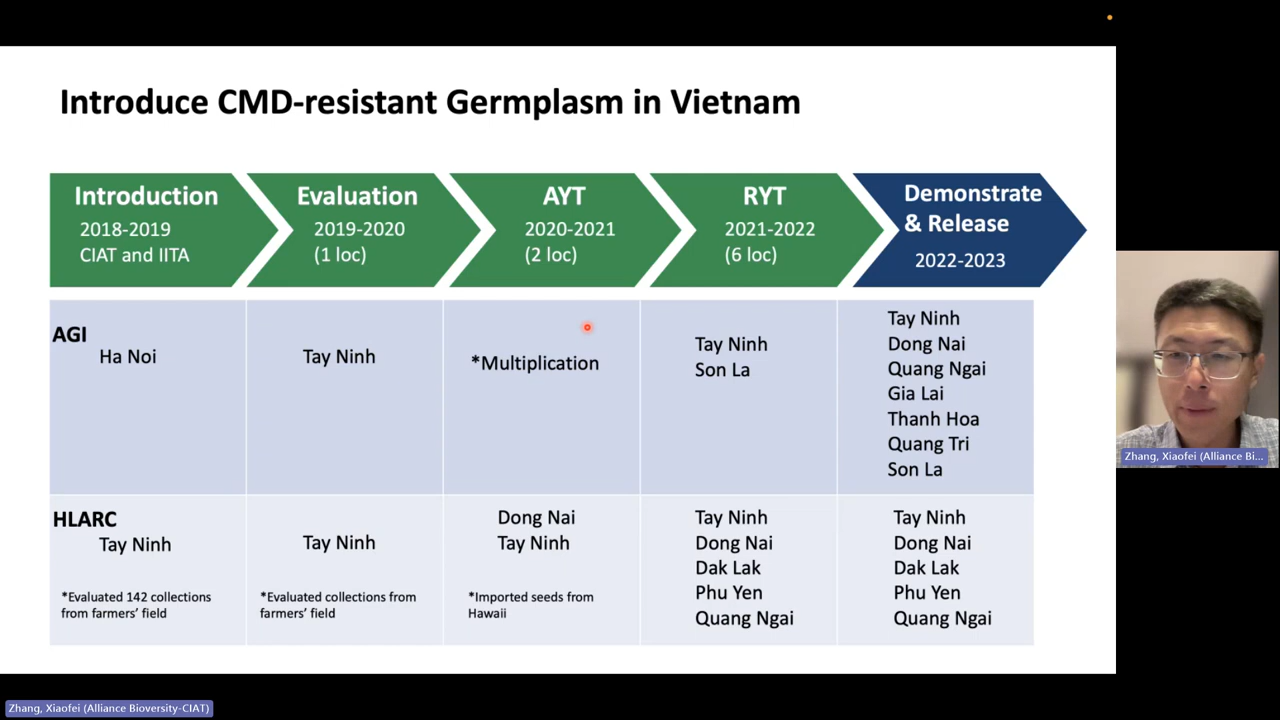 Introduce CMD-resistant Germplasm in Vietnam
Introduction
2018-2019
CIAT and IITA
Evaluation
2019-2020
(1 loc)
AYT
2020-2021
(2 loc)
RYT
2021-2022
(6 loc)
Demonstrate
& Release
2022-2023
AGI
Ha Noi
Tay Ninh
*Multiplication
Tay Ninh
Son La
Tay Ninh
Dong Nai
Quang Ngai
Gia Lai
Thanh Hoa
Quang Tri
Son La
HLARC
Tay Ninh
*Evaluated 142 collections
from farmers’ field
Tay Ninh
*Evaluated collections from
farmers’ field
Dong Nai
Tay Ninh
*Imported seeds from
Hawaii
Tay Ninh
Dong Nai
Dak Lak
Phu Yen
Quang Ngai
Tay Ninh
Dong Nai
Dak Lak
Phu Yen
Quang Ngai
Zhang, Xiaofei (Alliance Bi...
Zhang, Xiaofei (Alliance Bioversity-CIAT)